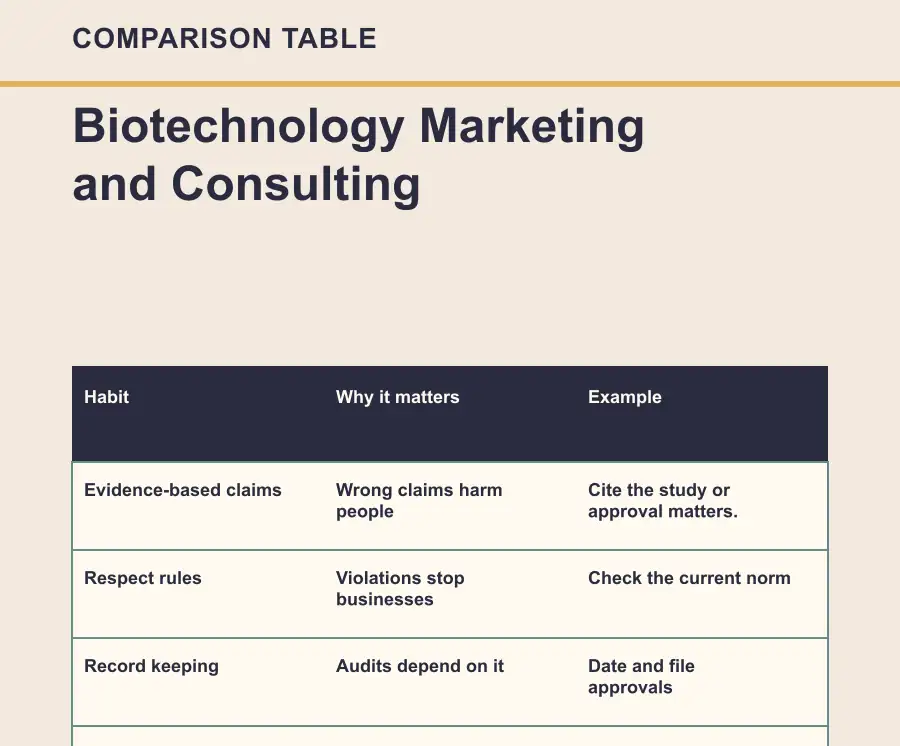 COMPARISON TABLE
Biotechnology Marketing
and Consulting
Habit
Why it matters
Example
Evidence-based claims
Wrong claims harm
people
Cite the study or
approval matters.
Respect rules
Violations stop
businesses
Check the current norm
Record keeping
Audits depend on it
Date and file
approvals